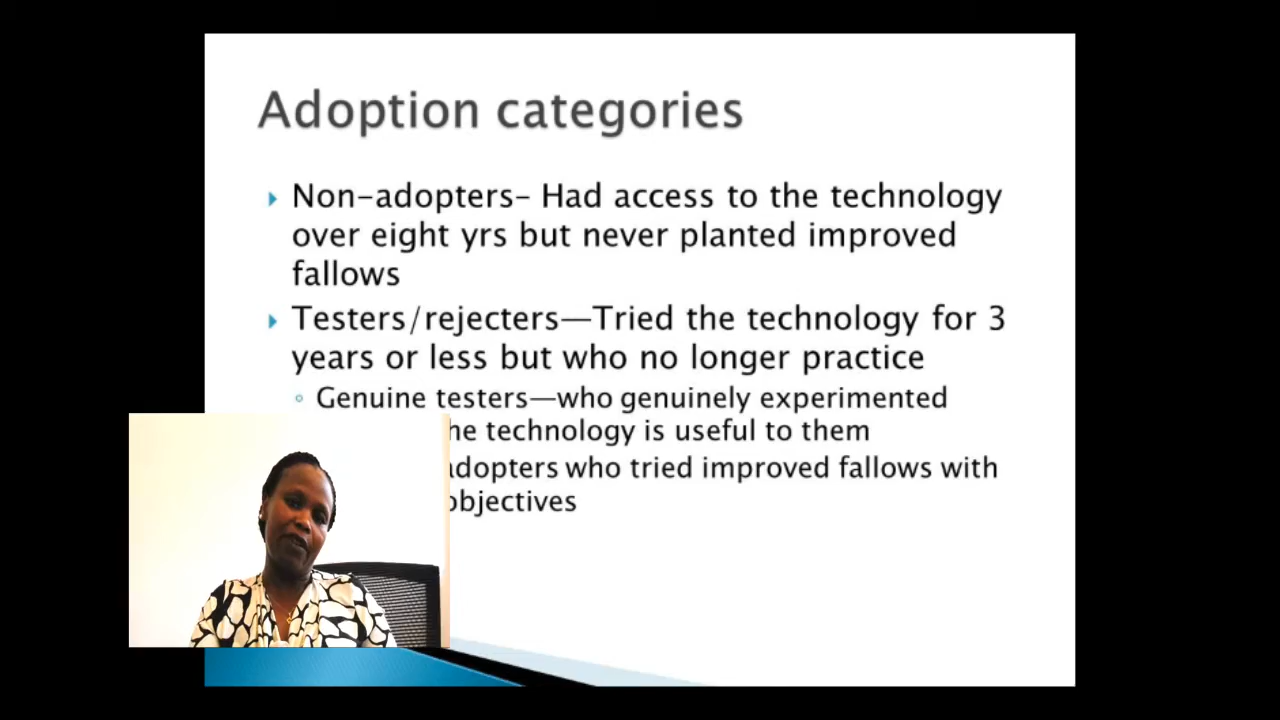 Adoption categories
Non-adopters- Had access to the technology
over eight yrs but never planted improved
fallows
Testers/rejecters—Tried the technology for 3
years or less but who no longer practice
Genuine testers—who genuinely experimented
he technology is useful to them
adopters who tried improved fallows with
objectives